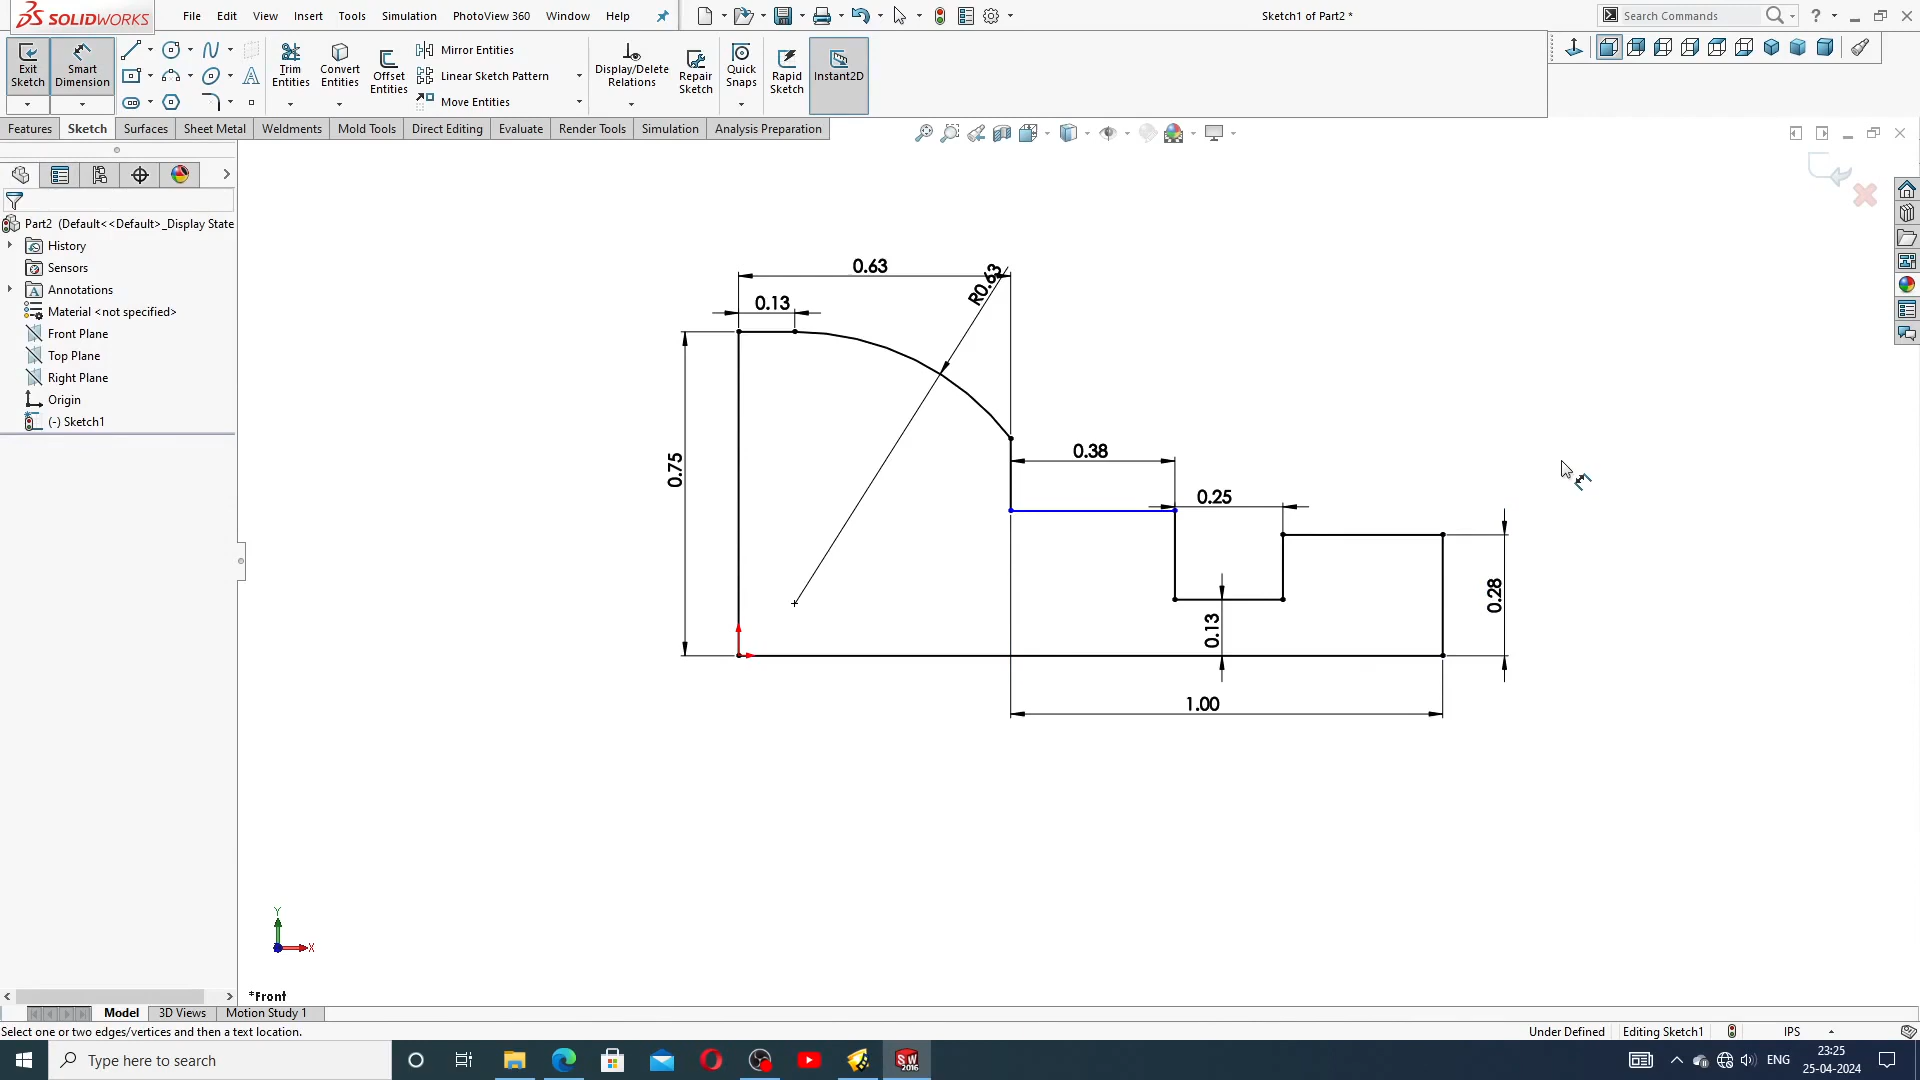 SOLIDWORKS
File Edit View Insert Tools Simulation PhotoView 360 Window Help
Sketch1 of Part2 *
Search Commands
Exit Sketch
Smart Dimension
Trim Entities
Convert Entities
Offset Entities
Mirror Entities
Linear Sketch Pattern
Move Entities
Display/Delete Relations
Repair Sketch
Quick Snaps
Rapid Sketch
Instant2D
Features Sketch Surfaces Sheet Metal Weldments Mold Tools Direct Editing Evaluate Render Tools Simulation Analysis Preparation
Part2 (Default<<Default>_Display State
History
Sensors
Annotations
Material <not specified>
Front Plane
Top Plane
Right Plane
Origin
(-) Sketch1
0.63
R0.63
0.13
0.75
0.38
0.25
0.28
0.13
1.00
Y
X
*Front
Model 3D Views Motion Study 1
Select one or two edges/vertices and then a text location.
Under Defined Editing Sketch1 IPS
Type here to search
SW 2016
ENG
23:25
25-04-2024